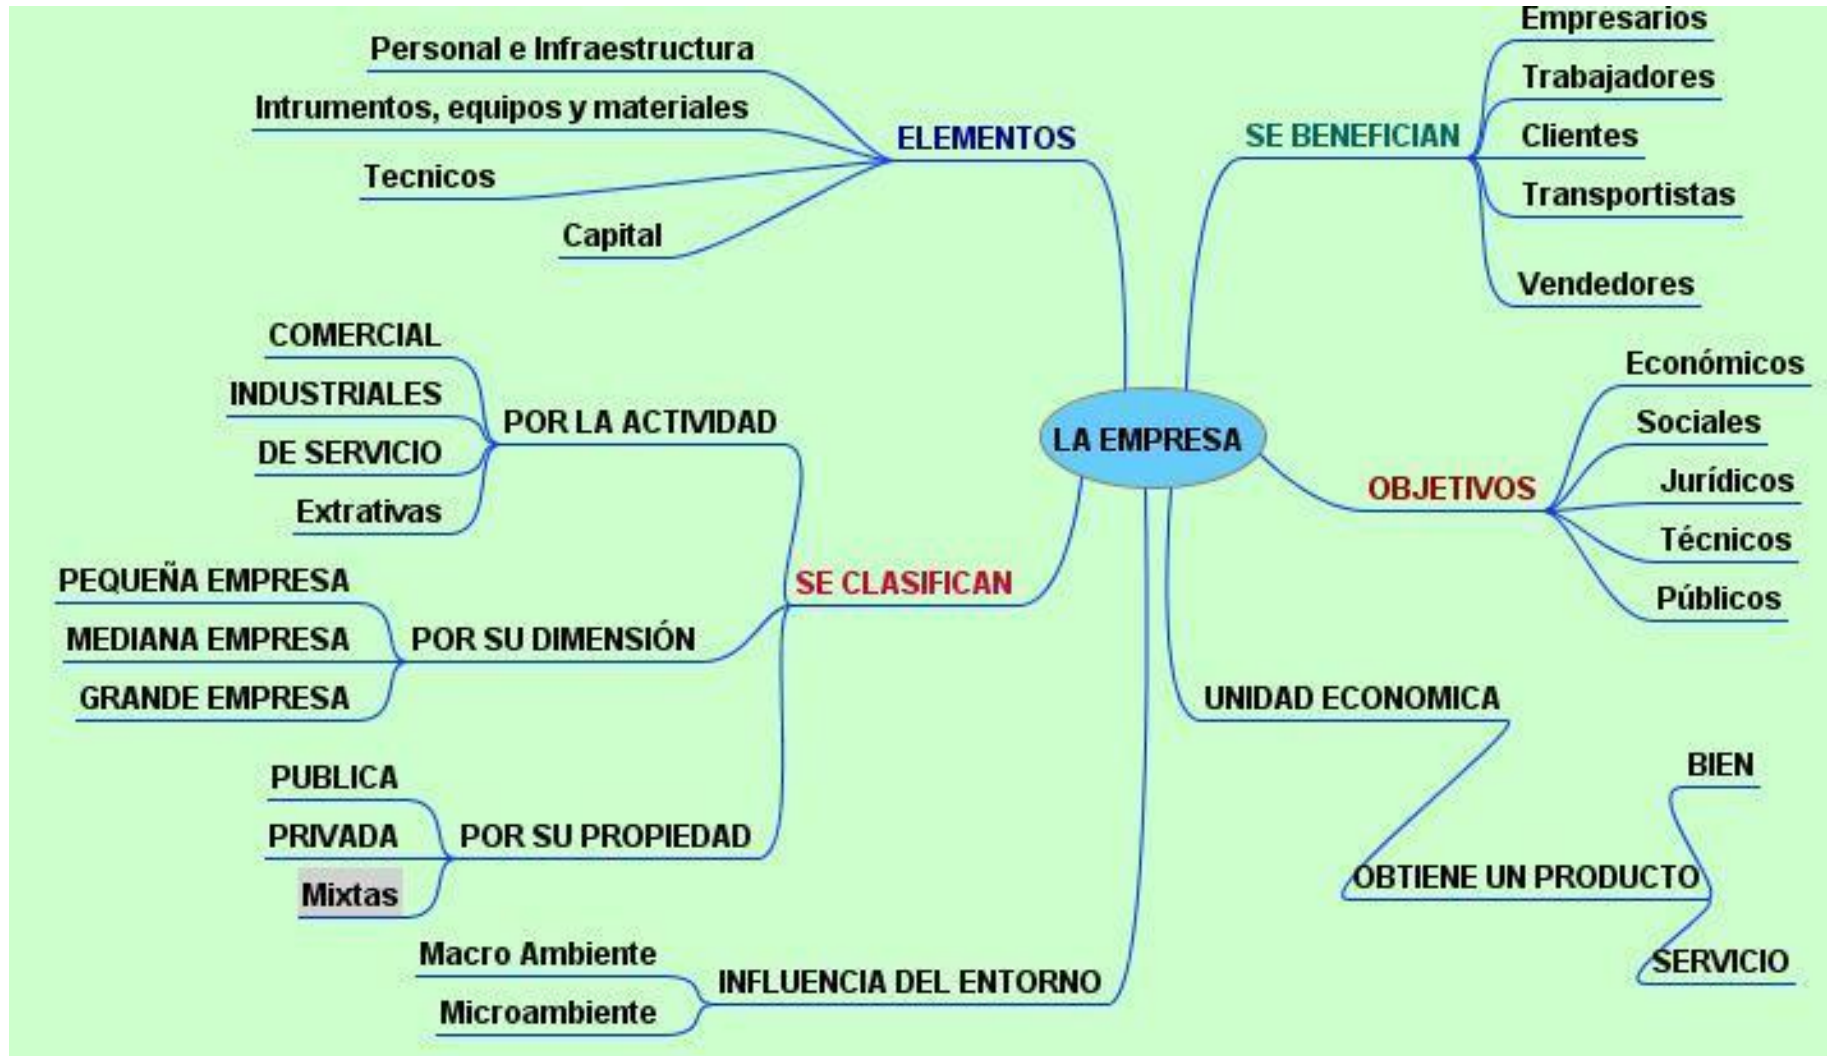 LA EMPRESA
ELEMENTOS
Personal e Infraestructura
Intrumentos, equipos y materiales
Tecnicos
Capital
SE BENEFICIAN
Empresarios
Trabajadores
Clientes
Transportistas
Vendedores
OBJETIVOS
Económicos
Sociales
Jurídicos
Técnicos
Públicos
SE CLASIFICAN
POR LA ACTIVIDAD
COMERCIAL
INDUSTRIALES
DE SERVICIO
Extrativas
POR SU DIMENSIÓN
PEQUEÑA EMPRESA
MEDIANA EMPRESA
GRANDE EMPRESA
POR SU PROPIEDAD
PUBLICA
PRIVADA
Mixtas
UNIDAD ECONOMICA
OBTIENE UN PRODUCTO
BIEN
SERVICIO
INFLUENCIA DEL ENTORNO
Macro Ambiente
Microambiente